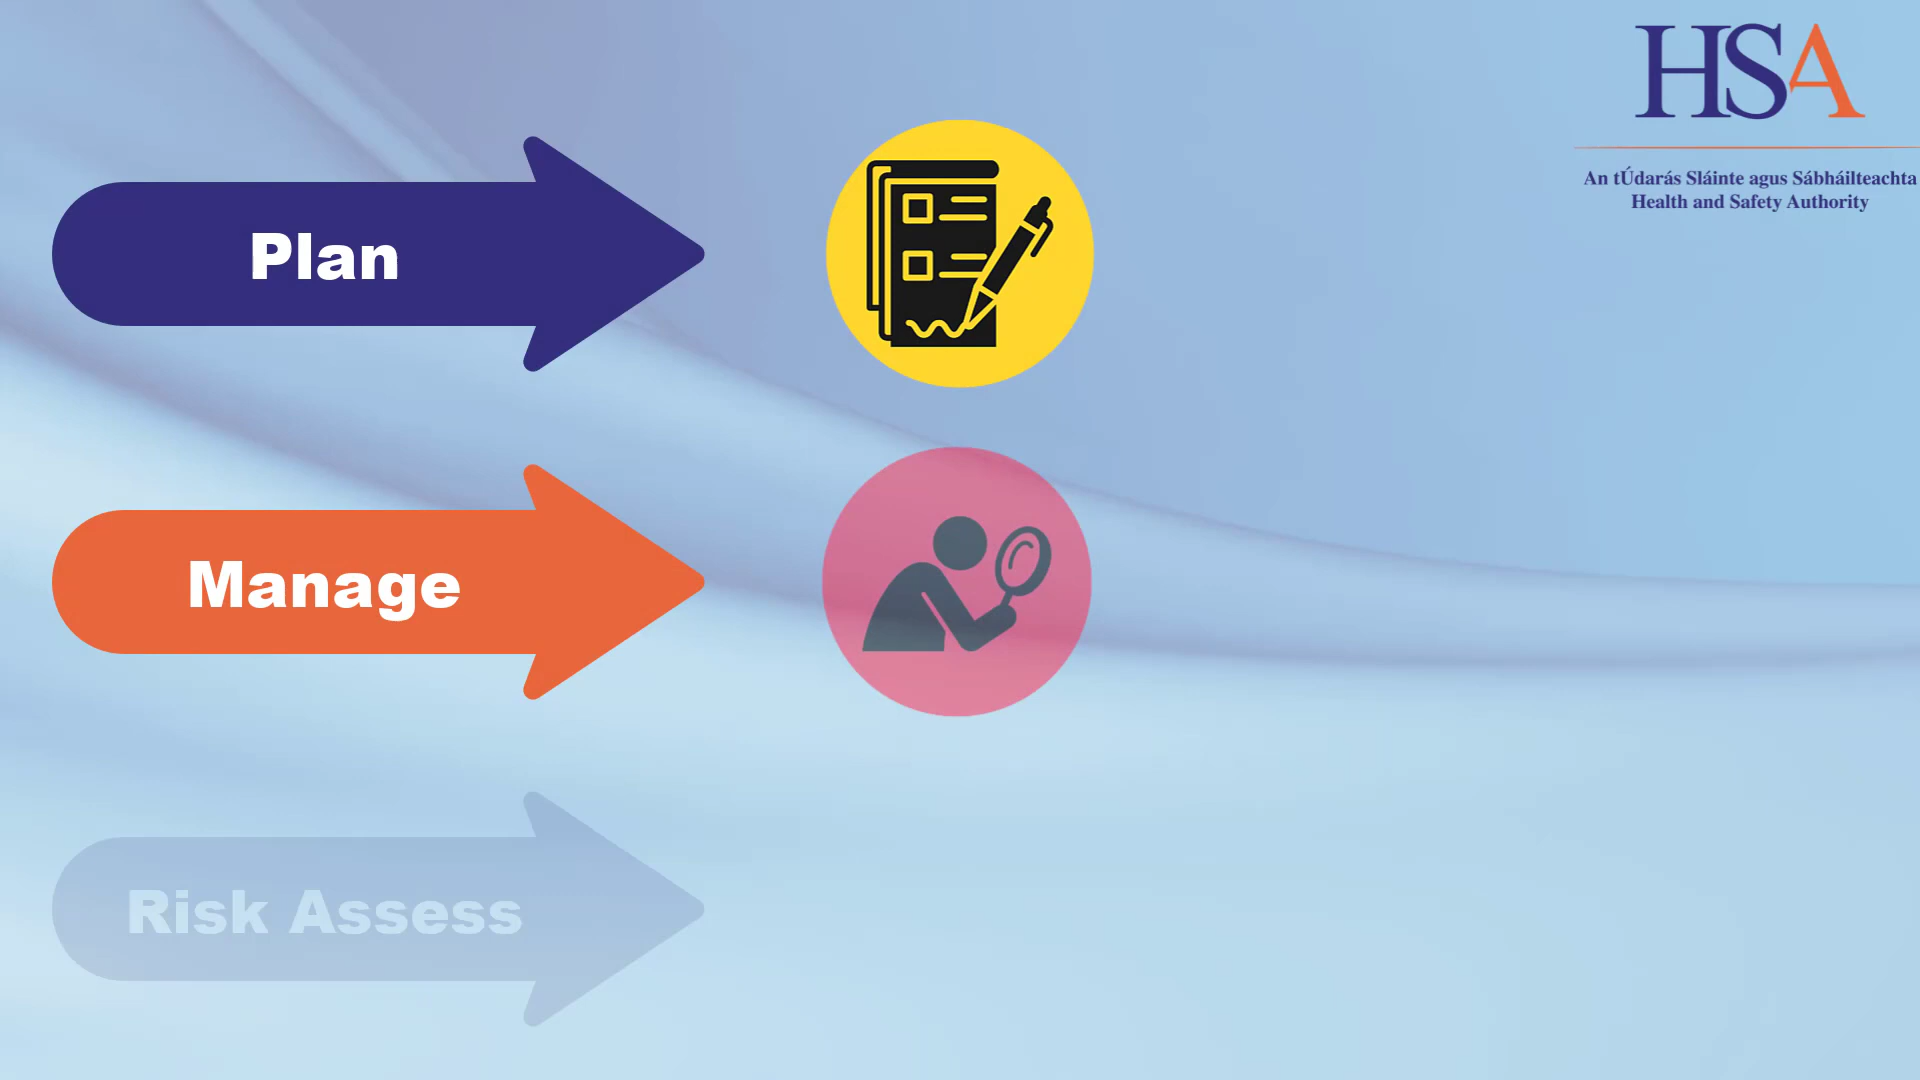 HSA
An tÚdarás Sláinte agus Sábháilteachta
Health and Safety Authority
Plan
Manage
Risk Assess